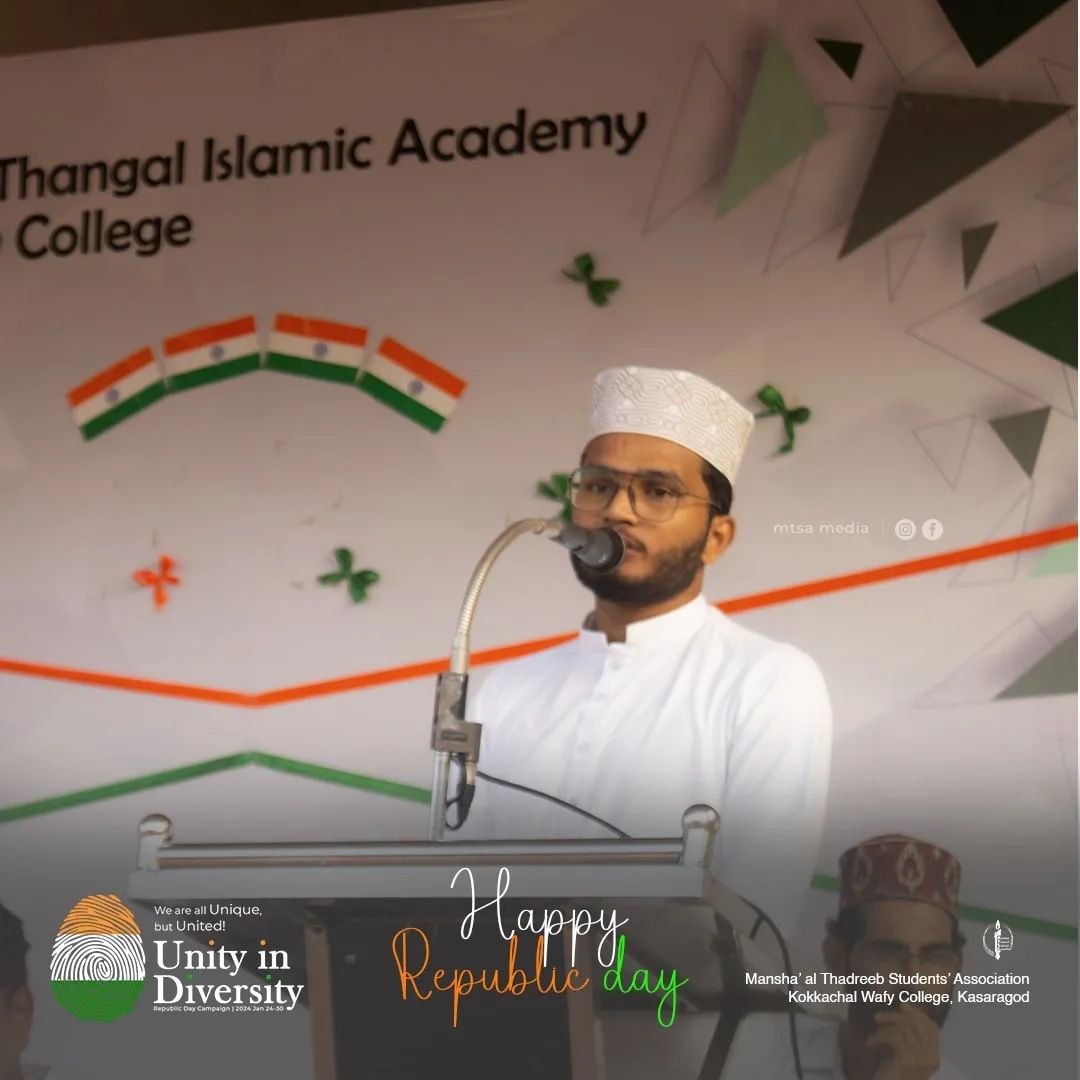 Thangal Islamic Academy
College
mtsa media
We are all Unique,
but United!
Unity in
Diversity
Republic Day Campaign | 2024 Jan 24-30
Happy
Republic day
Mansha' al Thadreeb Students' Association
Kokkachal Wafy College, Kasaragod